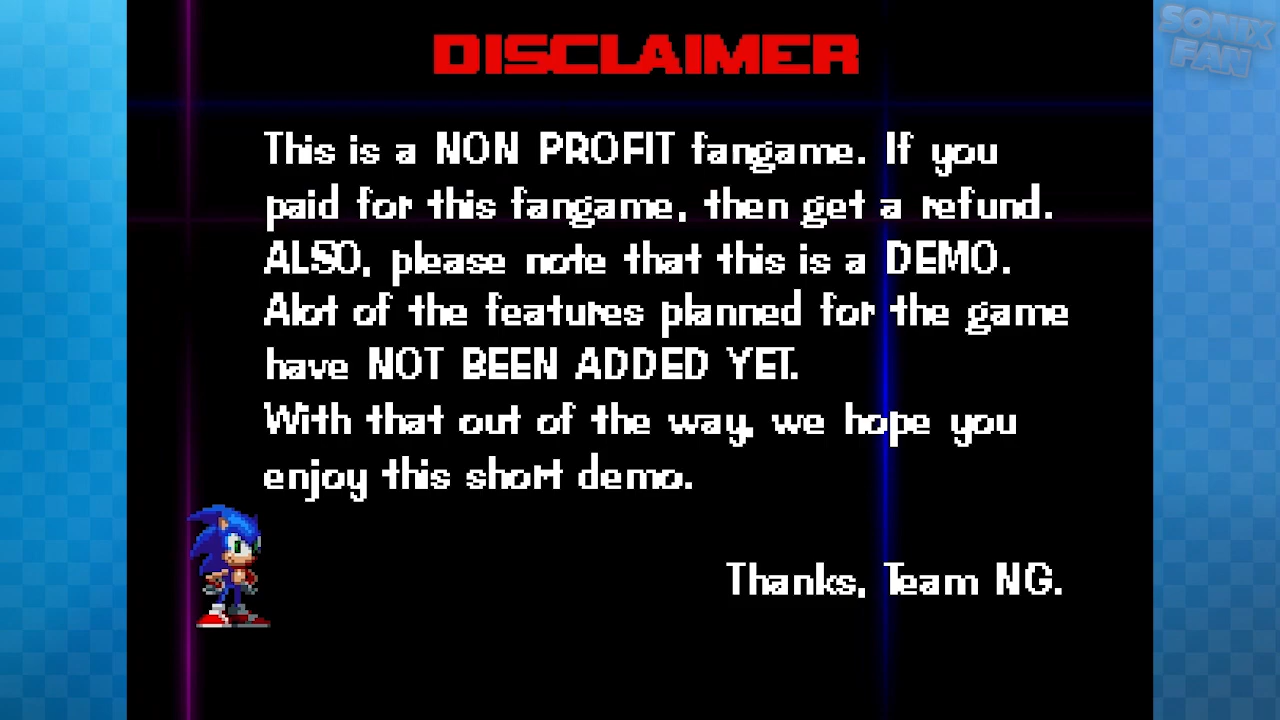 SONIX
FAN
DISCLAIMER
This is a NON PROFIT fangame. If you
paid for this fangame, then get a refund.
ALSO, please note that this is a DEMO.
Alot of the features planned for the game
have NOT BEEN ADDED YET.
With that out of the way, we hope you
enjoy this short demo.
Thanks, Team NG.